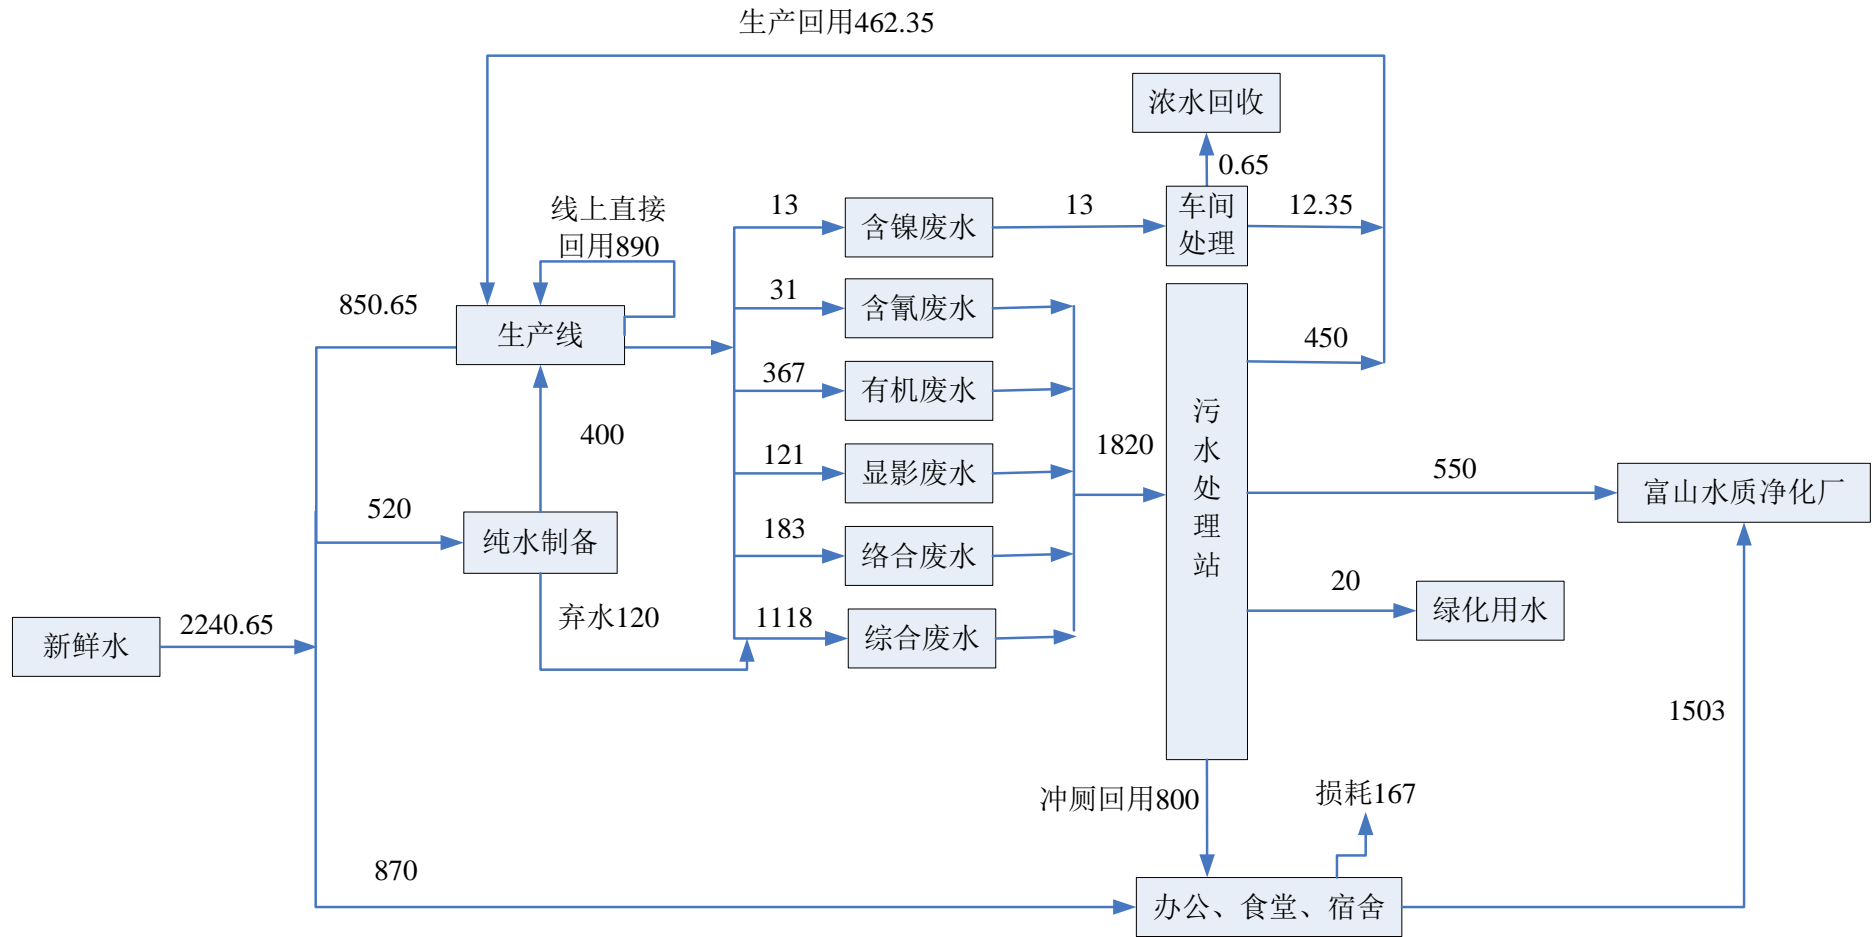 生产回用462.35
浓水回收
0.65
线上直接
回用890
13
含镍废水
13
车间
处理
12.35
850.65
生产线
31
含氰废水
450
367
有机废水
400
污
水
处
理
站
121
显影废水
1820
550
富山水质净化厂
520
纯水制备
183
络合废水
20
绿化用水
弃水120
1118
综合废水
新鲜水
2240.65
1503
冲厕回用800
损耗167
870
办公、食堂、宿舍